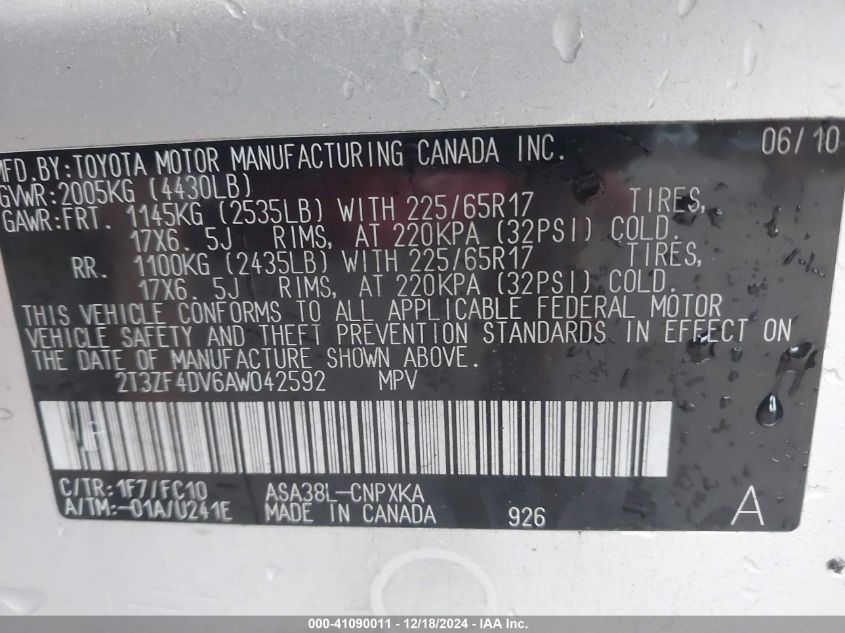 MFD.BY:TOYOTA MOTOR MANUFACTURING CANADA INC. 06/10
GVWR:2005KG (4430LB)
GAWR:FRT. 1145KG (2535LB) WITH 225/65R17 TIRES,
17X6. 5J RIMS, AT 220KPA (32PSI) COLD.
RR. 1100KG (2435LB) WITH 225/65R17 TIRES,
17X6. 5J RIMS, AT 220KPA (32PSI) COLD.
THIS VEHICLE CONFORMS TO ALL APPLICABLE FEDERAL MOTOR
VEHICLE SAFETY AND THEFT PREVENTION STANDARDS IN EFFECT ON
THE DATE OF MANUFACTURE SHOWN ABOVE.
2T3ZF4DV6AW042592 MPV
C/TR:1F7/FC10 ASA38L-CNPXKA
A/TM:-01A/U241E MADE IN CANADA 926 A
000-41090011 - 12/18/2024 - IAA Inc.